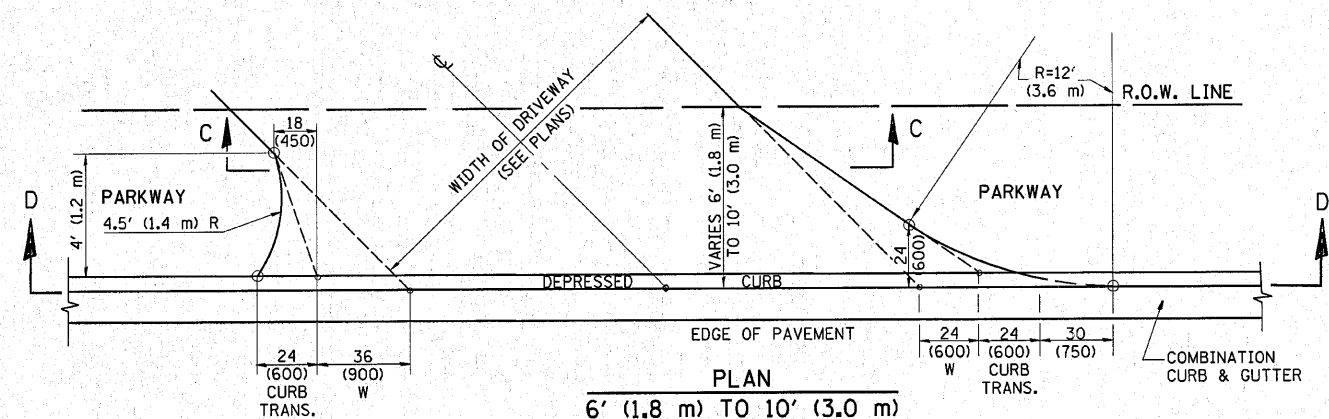 R=12'
(3.6 m)
R.O.W. LINE
℄
WIDTH OF DRIVEWAY
(SEE PLANS)
18
(450)
C
C
4' (1.2 m)
PARKWAY
4.5' (1.4 m) R
VARIES 6' (1.8 m)
TO 10' (3.0 m)
PARKWAY
24
(600)
D
D
DEPRESSED CURB
EDGE OF PAVEMENT
24
(600)
CURB
TRANS.
36
(900)
W
24
(600)
W
24
(600)
CURB
TRANS.
30
(750)
COMBINATION
CURB & GUTTER
PLAN
6' (1.8 m) TO 10' (3.0 m)